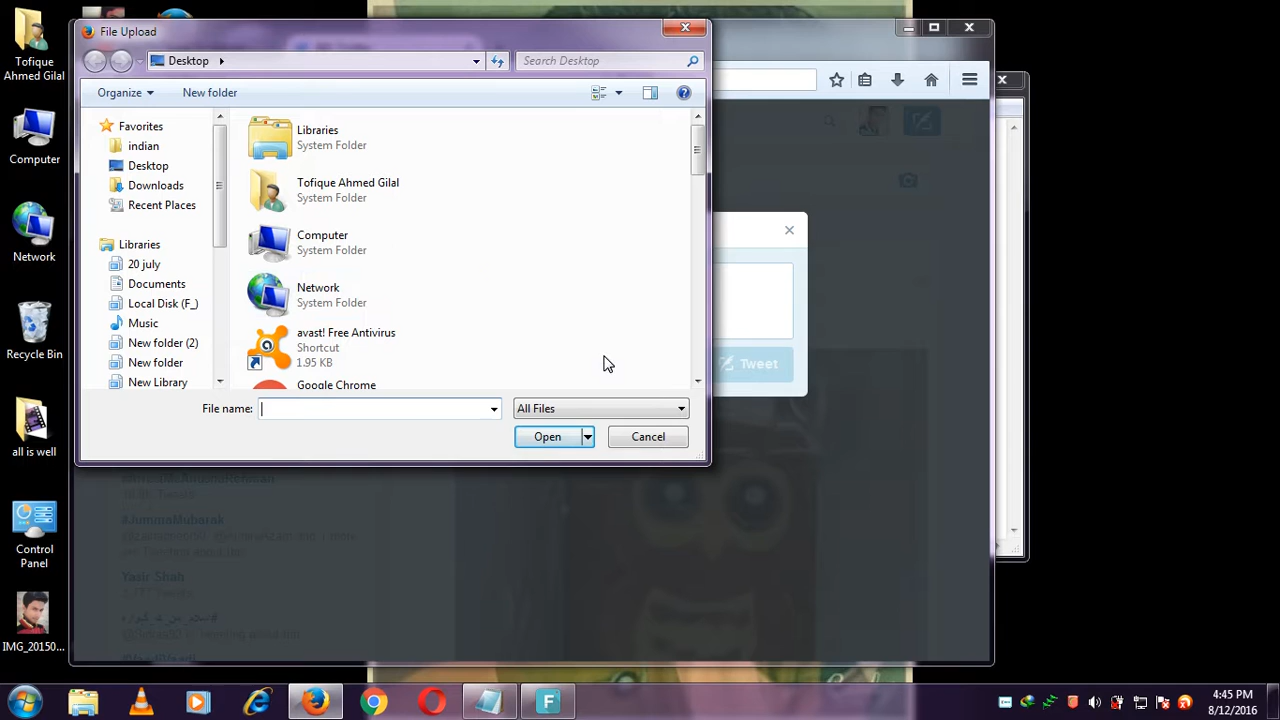 Tofique
Ahmed Gilal
Computer
Network
Recycle Bin
all is well
Control
Panel
IMG_20150...
File Upload
Desktop
Search Desktop
Organize
New folder
Favorites
indian
Desktop
Downloads
Recent Places
Libraries
20 july
Documents
Local Disk (F_)
Music
New folder (2)
New folder
New Library
Libraries
System Folder
Tofique Ahmed Gilal
System Folder
Computer
System Folder
Network
System Folder
avast! Free Antivirus
Shortcut
1.95 KB
Google Chrome
File name:
All Files
Open
Cancel
Tweet
#JummaMubarak
Yasir Shah
4:45 PM
8/12/2016